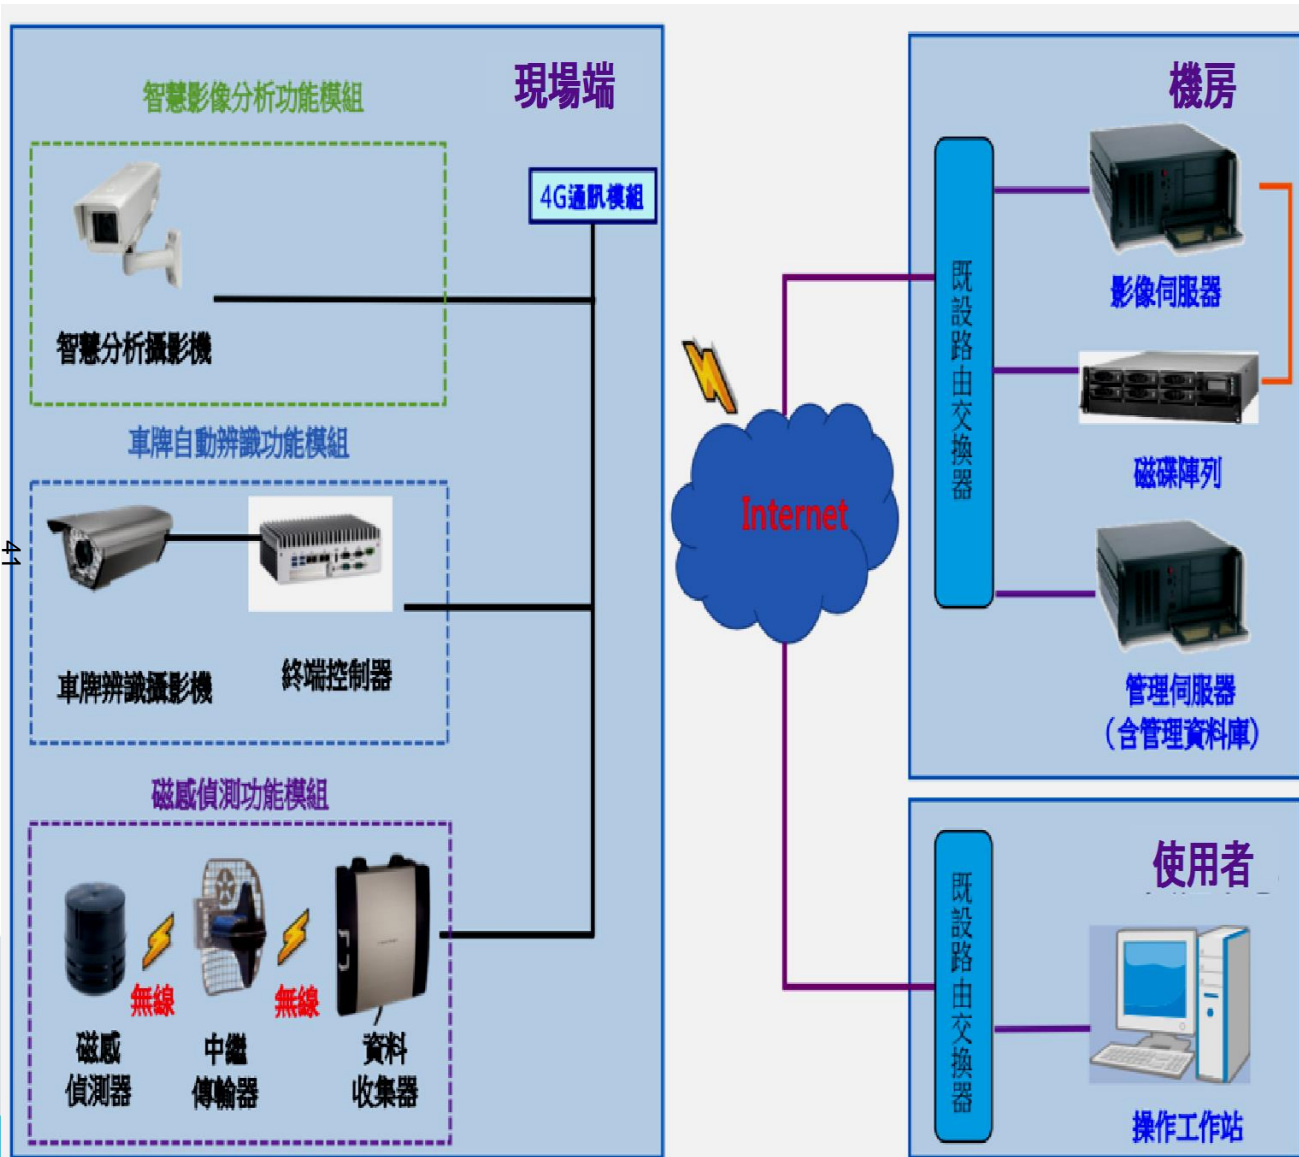 現場端
智慧影像分析功能模組
4G通訊模組
智慧分析攝影機
車牌自動辨識功能模組
車牌辨識攝影機
終端控制器
磁感偵測功能模組
無線
無線
磁感
偵測器
中繼
傳輸器
資料
收集器
41
Internet
機房
既設路由交換器
影像伺服器
磁碟陣列
管理伺服器
(含管理資料庫)
使用者
既設路由交換器
操作工作站